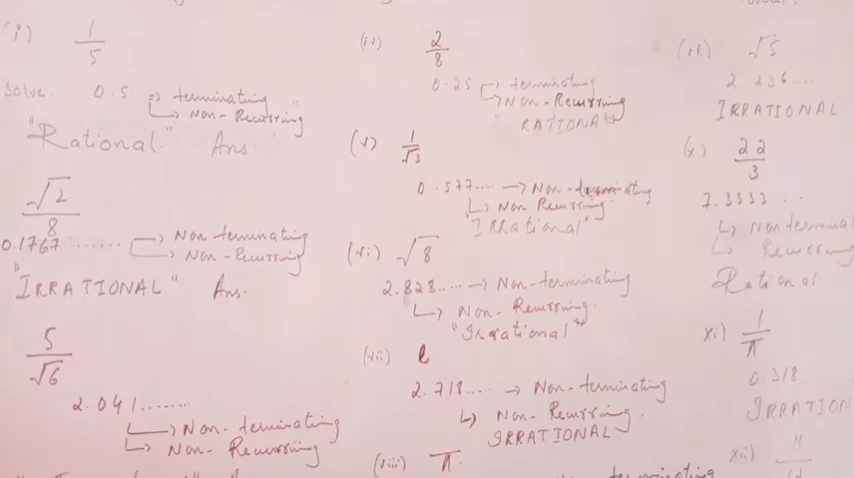 i) 1/5
Solve. 0.5 ⇒ terminating
↳ Non-Recurring
"Rational" Ans.
√2/8
0.1767....... → Non terminating
→ Non-Recurring
"IRRATIONAL" Ans.
5/√6
2.041........
→ Non-terminating
→ Non-Recurring
(iv) 2/8
0.25 → terminating
↳ Non-Recurring
RATIONAL
(v) 1/√3
0.577.... → Non-terminating
↳ Non Recurring
"IRRational"
(vi) √8
2.828..... → Non-terminating
↳ Non-Recurring.
"Irrational"
(vii) e
2.718..... → Non-terminating
↳ Non-Recurring.
IRRATIONAL
(viii) π
terminating
√5
2.236....
IRRATIONAL
(x) 22/3
7.3333...
↳ Non terminal
↳ Recurring
Rational
xi) 1/π
0.318..
IRRATION
xii) 11